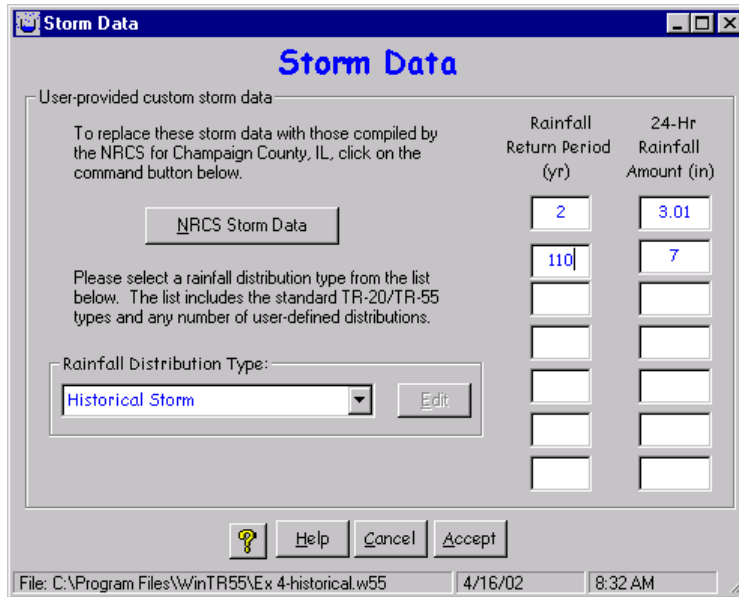 Storm Data
Storm Data
User-provided custom storm data
To replace these storm data with those compiled by
the NRCS for Champaign County, IL, click on the
command button below.
NRCS Storm Data
Please select a rainfall distribution type from the list
below. The list includes the standard TR-20/TR-55
types and any number of user-defined distributions.
Rainfall Distribution Type:
Historical Storm
Edit
Rainfall
Return Period
(yr)
24-Hr
Rainfall
Amount (in)
2 3.01
110 7
? Help Cancel Accept
File: C:\Program Files\WinTR55\Ex 4-historical.w55 4/16/02 8:32 AM